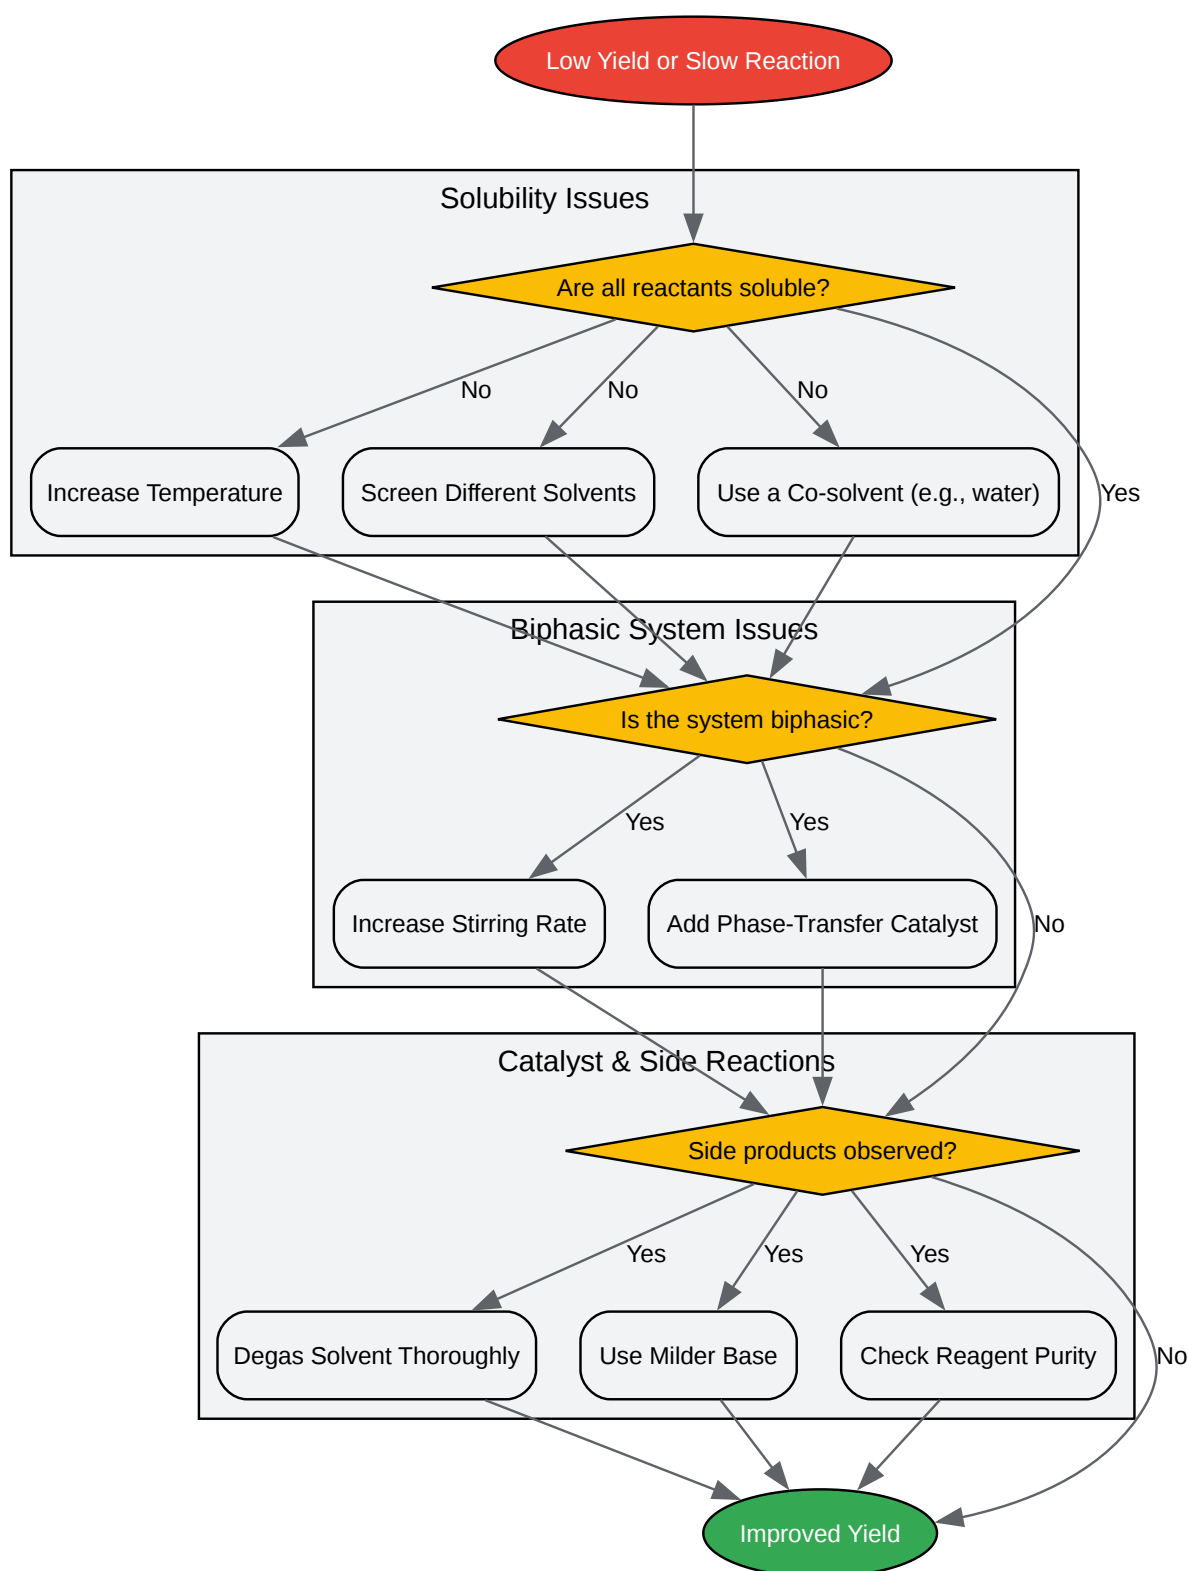 Low Yield or Slow Reaction
Solubility Issues
Are all reactants soluble?
No
No
No
Yes
Increase Temperature
Screen Different Solvents
Use a Co-solvent (e.g., water)
Biphasic System Issues
Is the system biphasic?
Yes
Yes
No
Increase Stirring Rate
Add Phase-Transfer Catalyst
Catalyst & Side Reactions
Side products observed?
Yes
Yes
Yes
No
Degas Solvent Thoroughly
Use Milder Base
Check Reagent Purity
Improved Yield